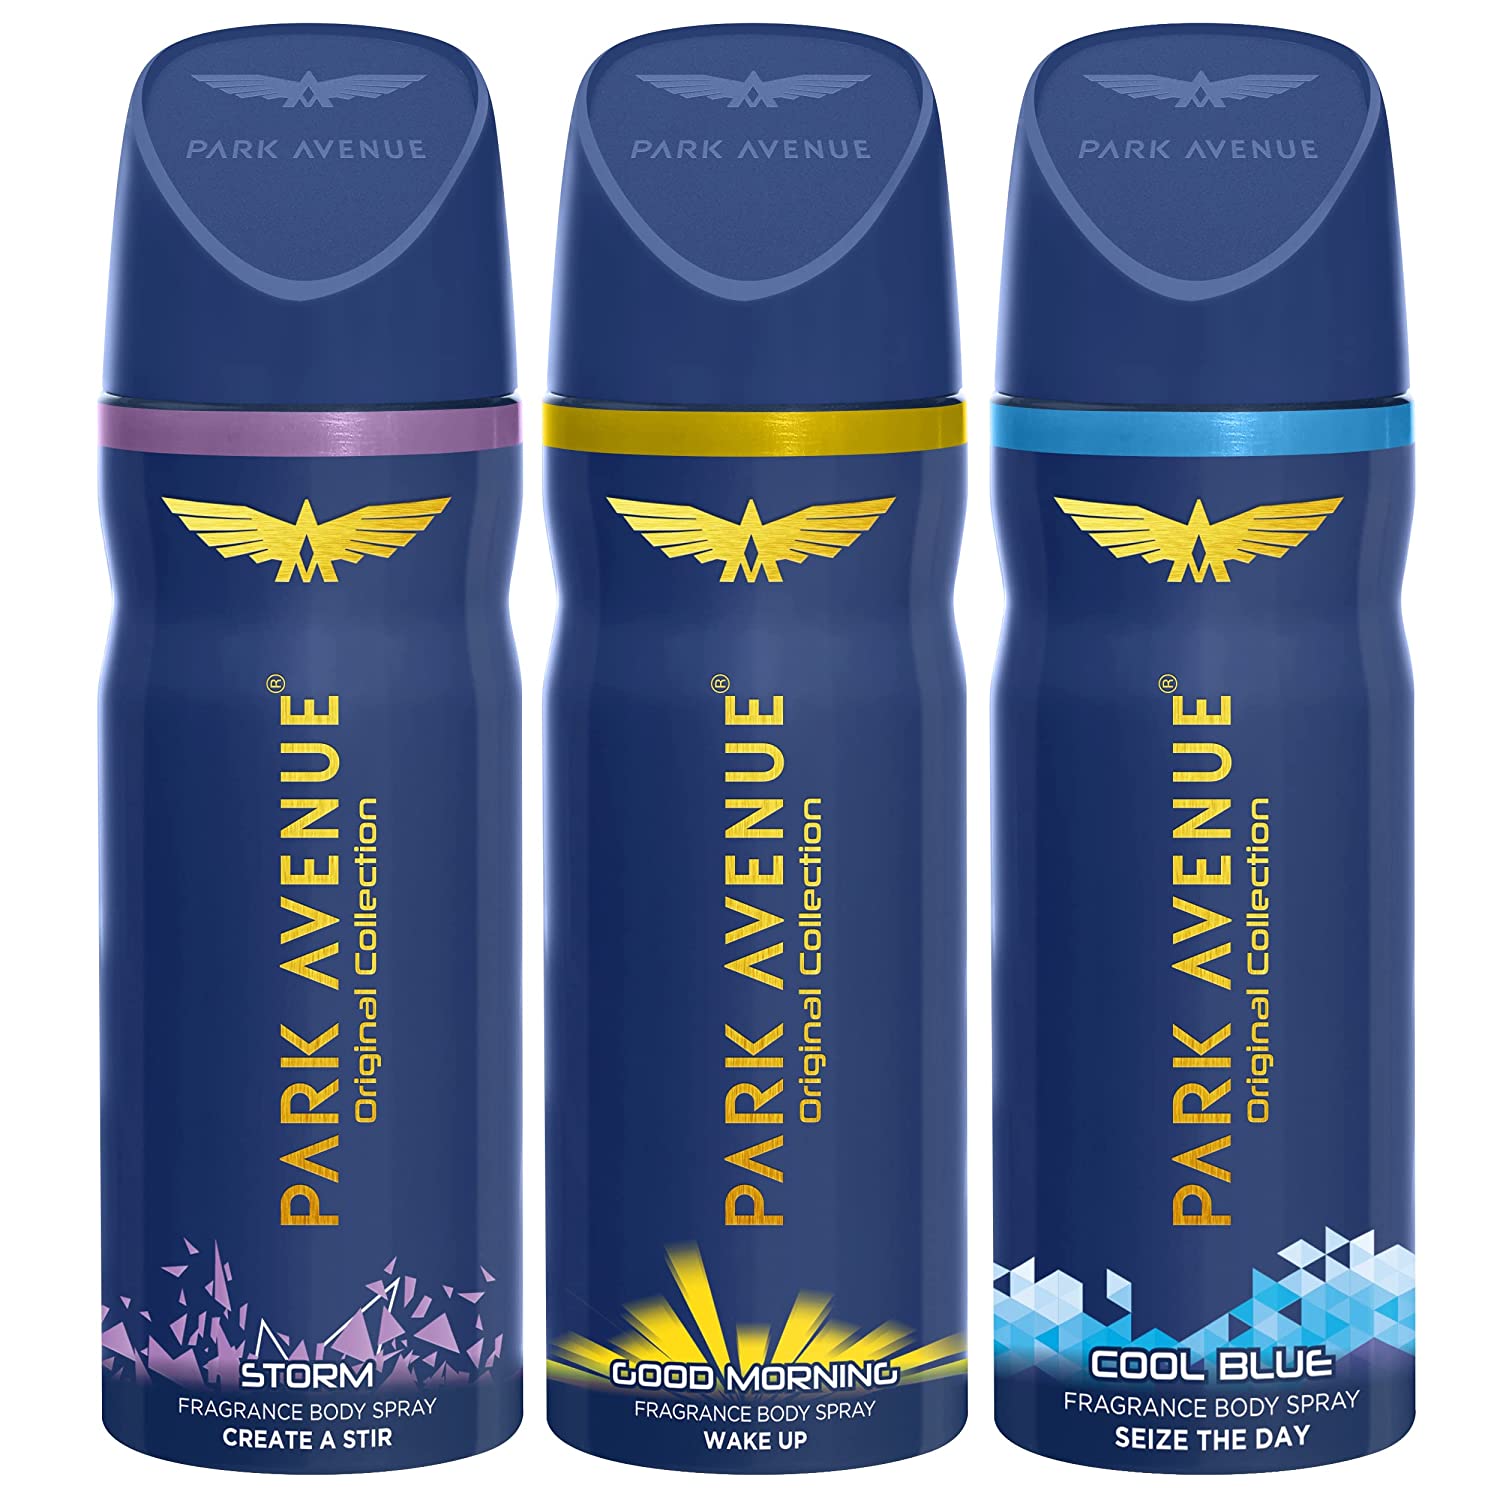 PARK AVENUE
PARK AVENUE®
Original Collection
STORM
FRAGRANCE BODY SPRAY
CREATE A STIR
PARK AVENUE
PARK AVENUE®
Original Collection
GOOD MORNING
FRAGRANCE BODY SPRAY
WAKE UP
PARK AVENUE
PARK AVENUE®
Original Collection
COOL BLUE
FRAGRANCE BODY SPRAY
SEIZE THE DAY